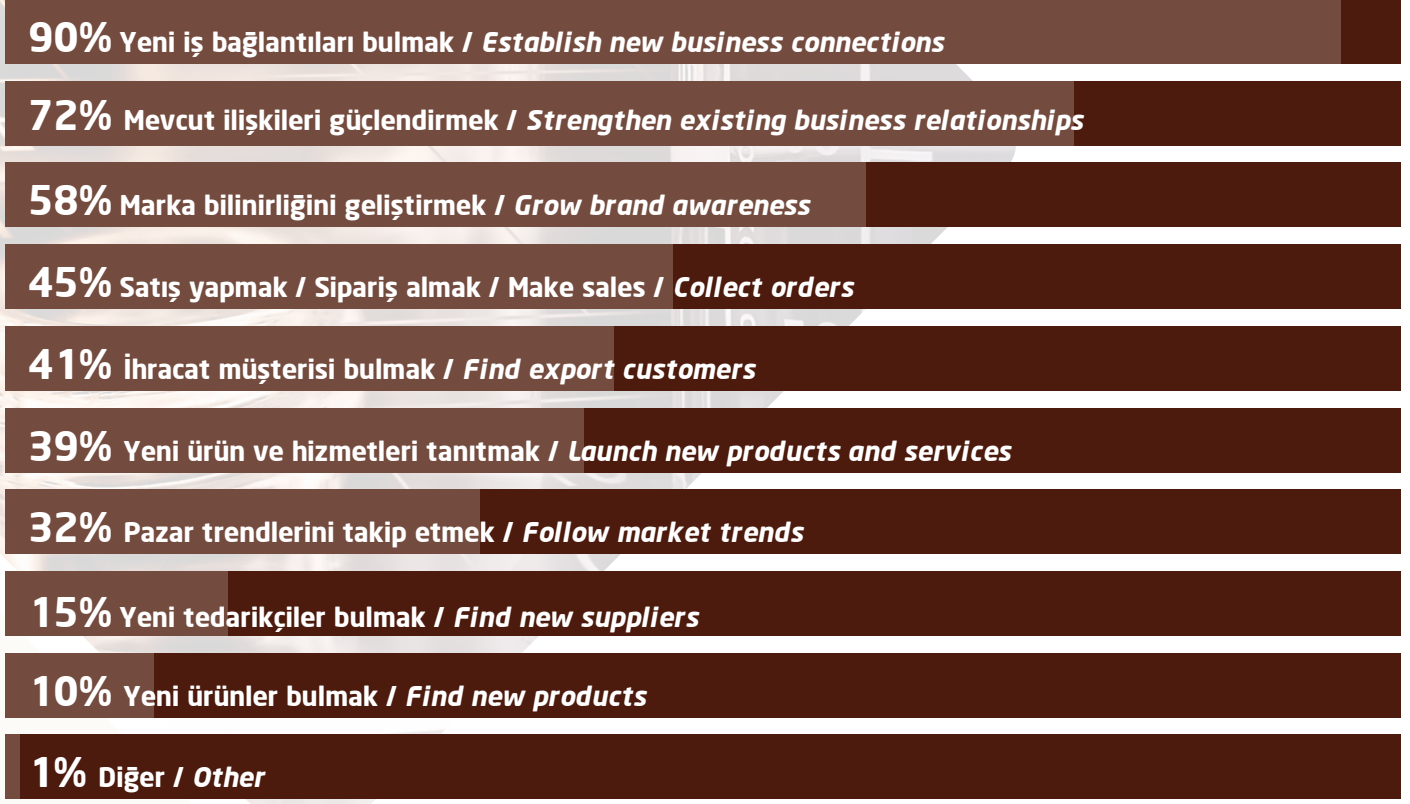 90% Yeni iş bağlantıları bulmak / Establish new business connections
72% Mevcut ilişkileri güçlendirmek / Strengthen existing business relationships
58% Marka bilinirliğini geliştirmek / Grow brand awareness
45% Satış yapmak / Sipariş almak / Make sales / Collect orders
41% İhracat müşterisi bulmak / Find export customers
39% Yeni ürün ve hizmetleri tanıtmak / Launch new products and services
32% Pazar trendlerini takip etmek / Follow market trends
15% Yeni tedarikçiler bulmak / Find new suppliers
10% Yeni ürünler bulmak / Find new products
1% Diğer / Other